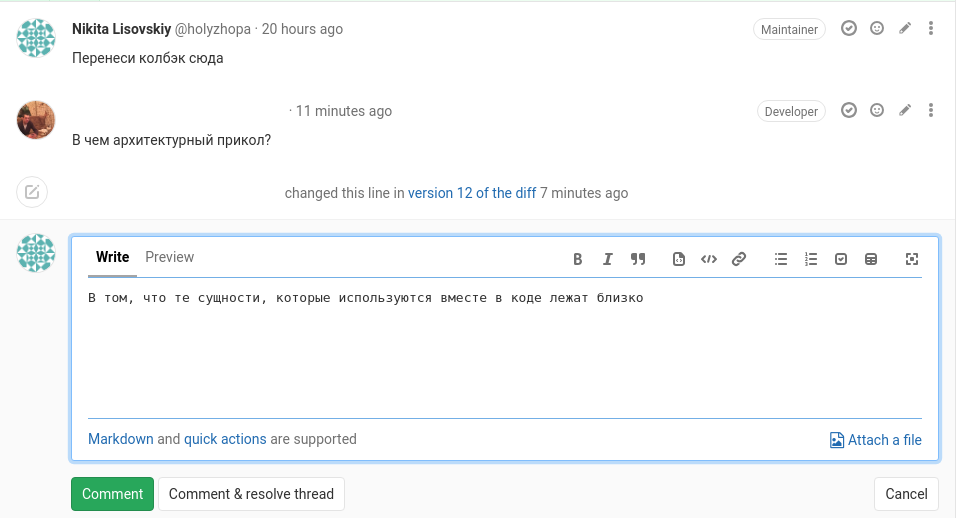 Nikita Lisovskiy @holyzhopa · 20 hours ago Maintainer
Перенеси колбэк сюда
· 11 minutes ago Developer
В чем архитектурный прикол?
changed this line in version 12 of the diff 7 minutes ago
Write Preview
В том, что те сущности, которые используются вместе в коде лежат близко
Markdown and quick actions are supported Attach a file
Comment Comment & resolve thread Cancel